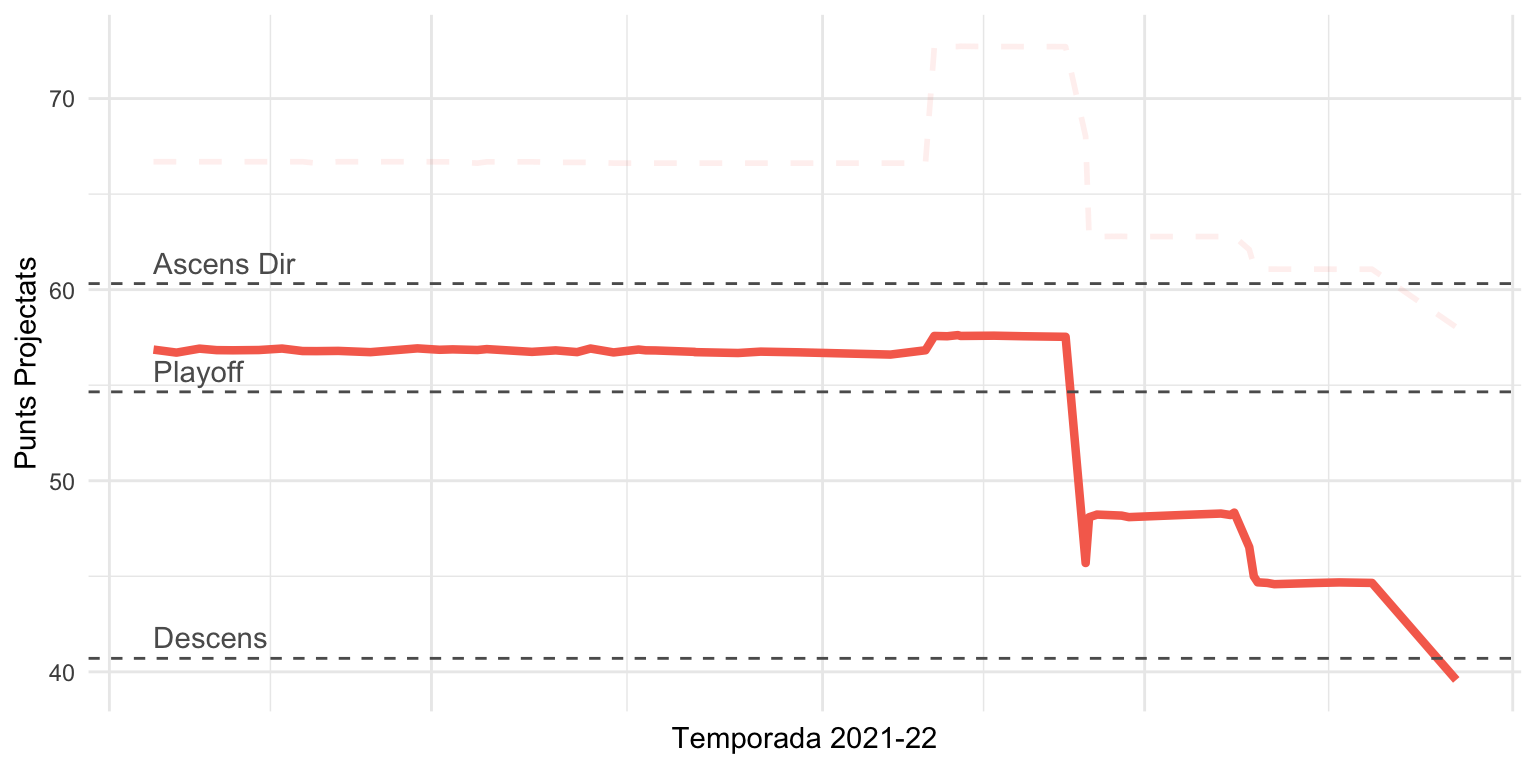 70
Ascens Dir
60
Playoff
50
Descens
40
Punts Projectats
Temporada 2021-22